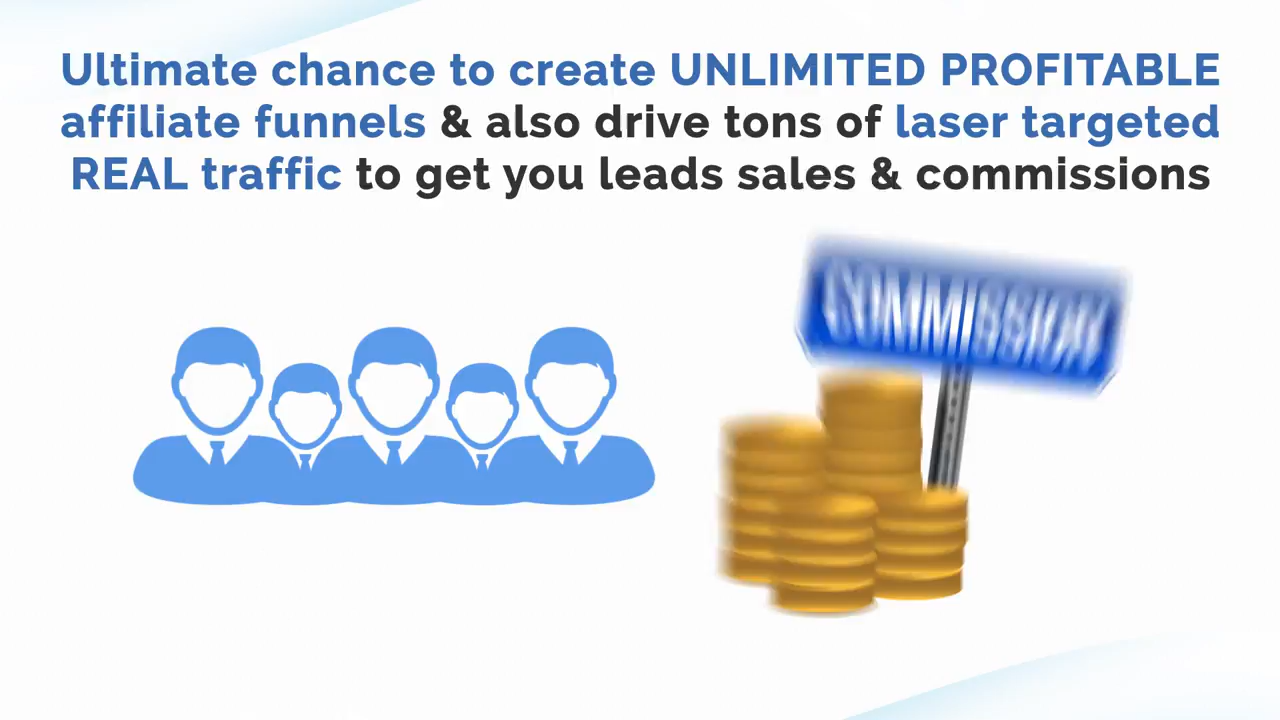 Ultimate chance to create UNLIMITED PROFITABLE
affiliate funnels & also drive tons of laser targeted
REAL traffic to get you leads sales & commissions
COMMISSION